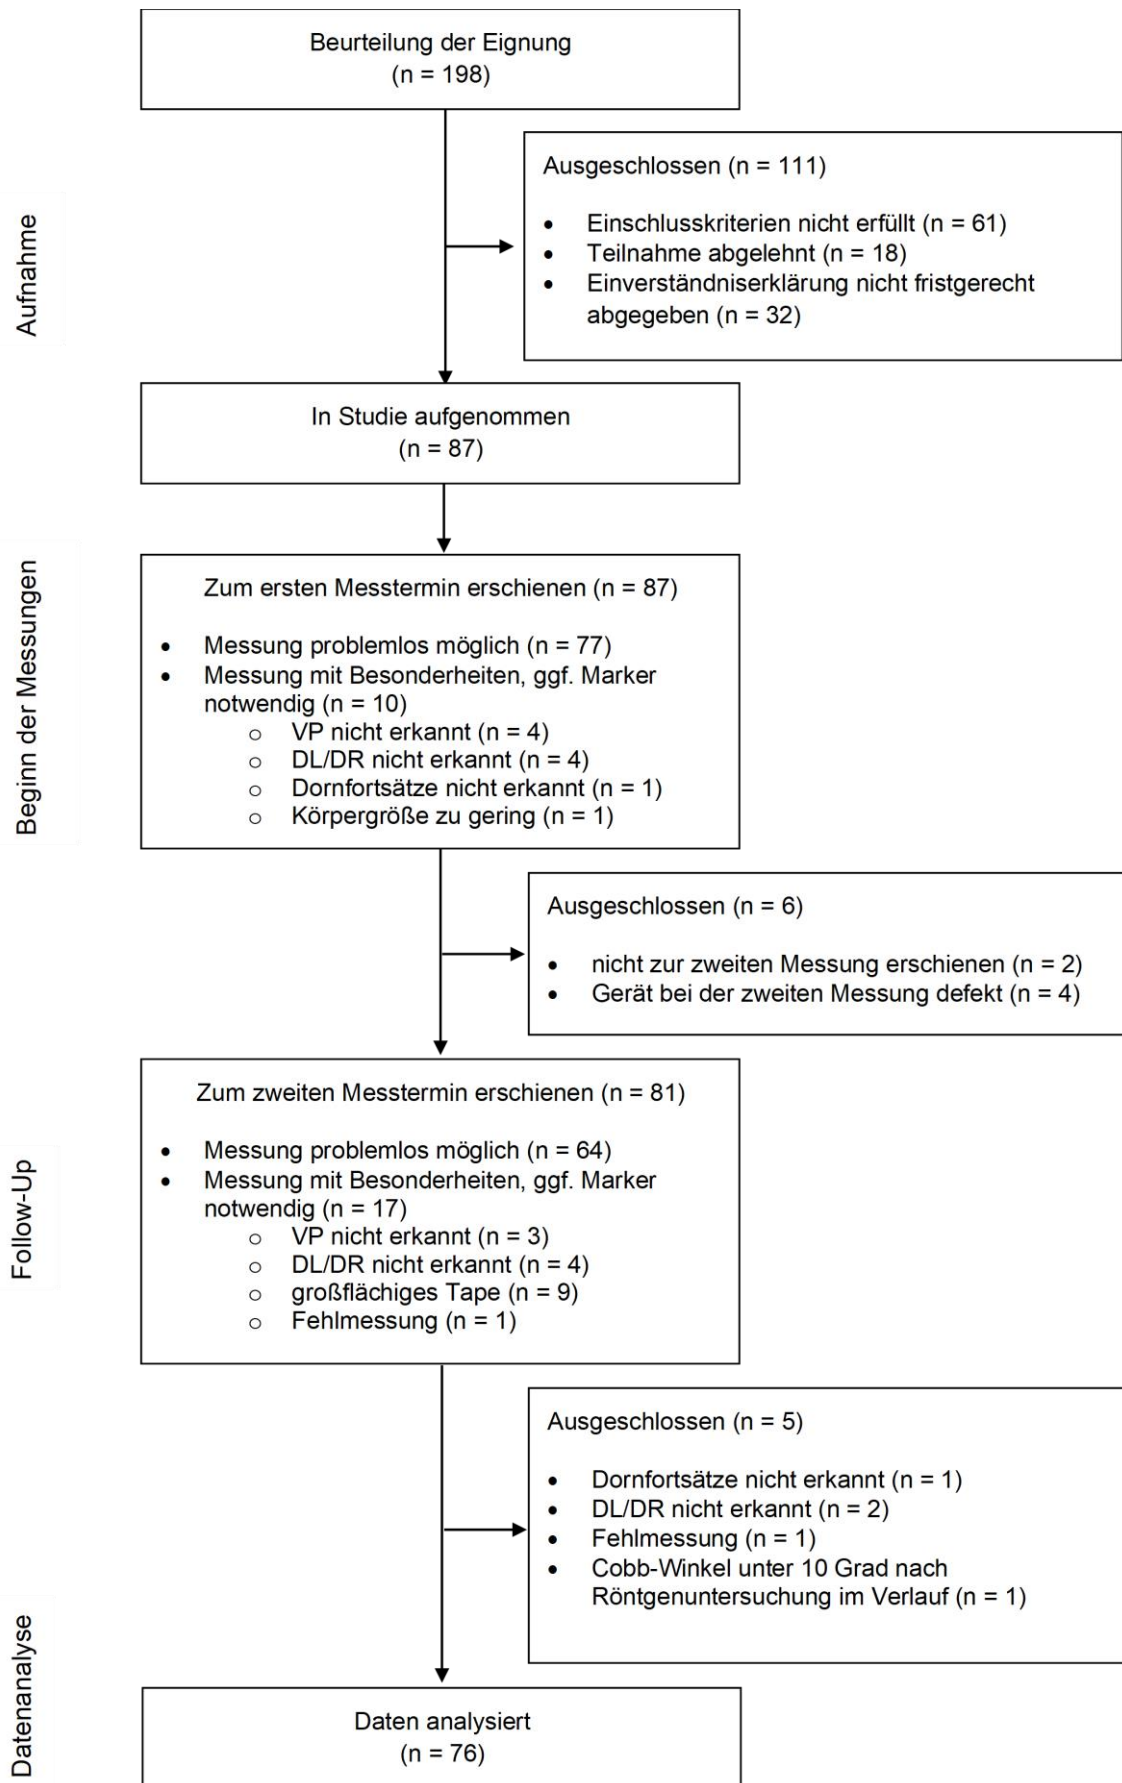 Beurteilung der Eignung
(n = 198)
Aufnahme
Ausgeschlossen (n = 111)
• Einschlusskriterien nicht erfüllt (n = 61)
• Teilnahme abgelehnt (n = 18)
• Einverständniserklärung nicht fristgerecht
abgegeben (n = 32)
In Studie aufgenommen
(n = 87)
Beginn der Messungen
Zum ersten Messtermin erschienen (n = 87)
• Messung problemlos möglich (n = 77)
• Messung mit Besonderheiten, ggf. Marker
notwendig (n = 10)
o VP nicht erkannt (n = 4)
o DL/DR nicht erkannt (n = 4)
o Dornfortsätze nicht erkannt (n = 1)
o Körpergröße zu gering (n = 1)
Ausgeschlossen (n = 6)
• nicht zur zweiten Messung erschienen (n = 2)
• Gerät bei der zweiten Messung defekt (n = 4)
Follow-Up
Zum zweiten Messtermin erschienen (n = 81)
• Messung problemlos möglich (n = 64)
• Messung mit Besonderheiten, ggf. Marker
notwendig (n = 17)
o VP nicht erkannt (n = 3)
o DL/DR nicht erkannt (n = 4)
o großflächiges Tape (n = 9)
o Fehlmessung (n = 1)
Ausgeschlossen (n = 5)
• Dornfortsätze nicht erkannt (n = 1)
• DL/DR nicht erkannt (n = 2)
• Fehlmessung (n = 1)
• Cobb-Winkel unter 10 Grad nach
Röntgenuntersuchung im Verlauf (n = 1)
Datenanalyse
Daten analysiert
(n = 76)